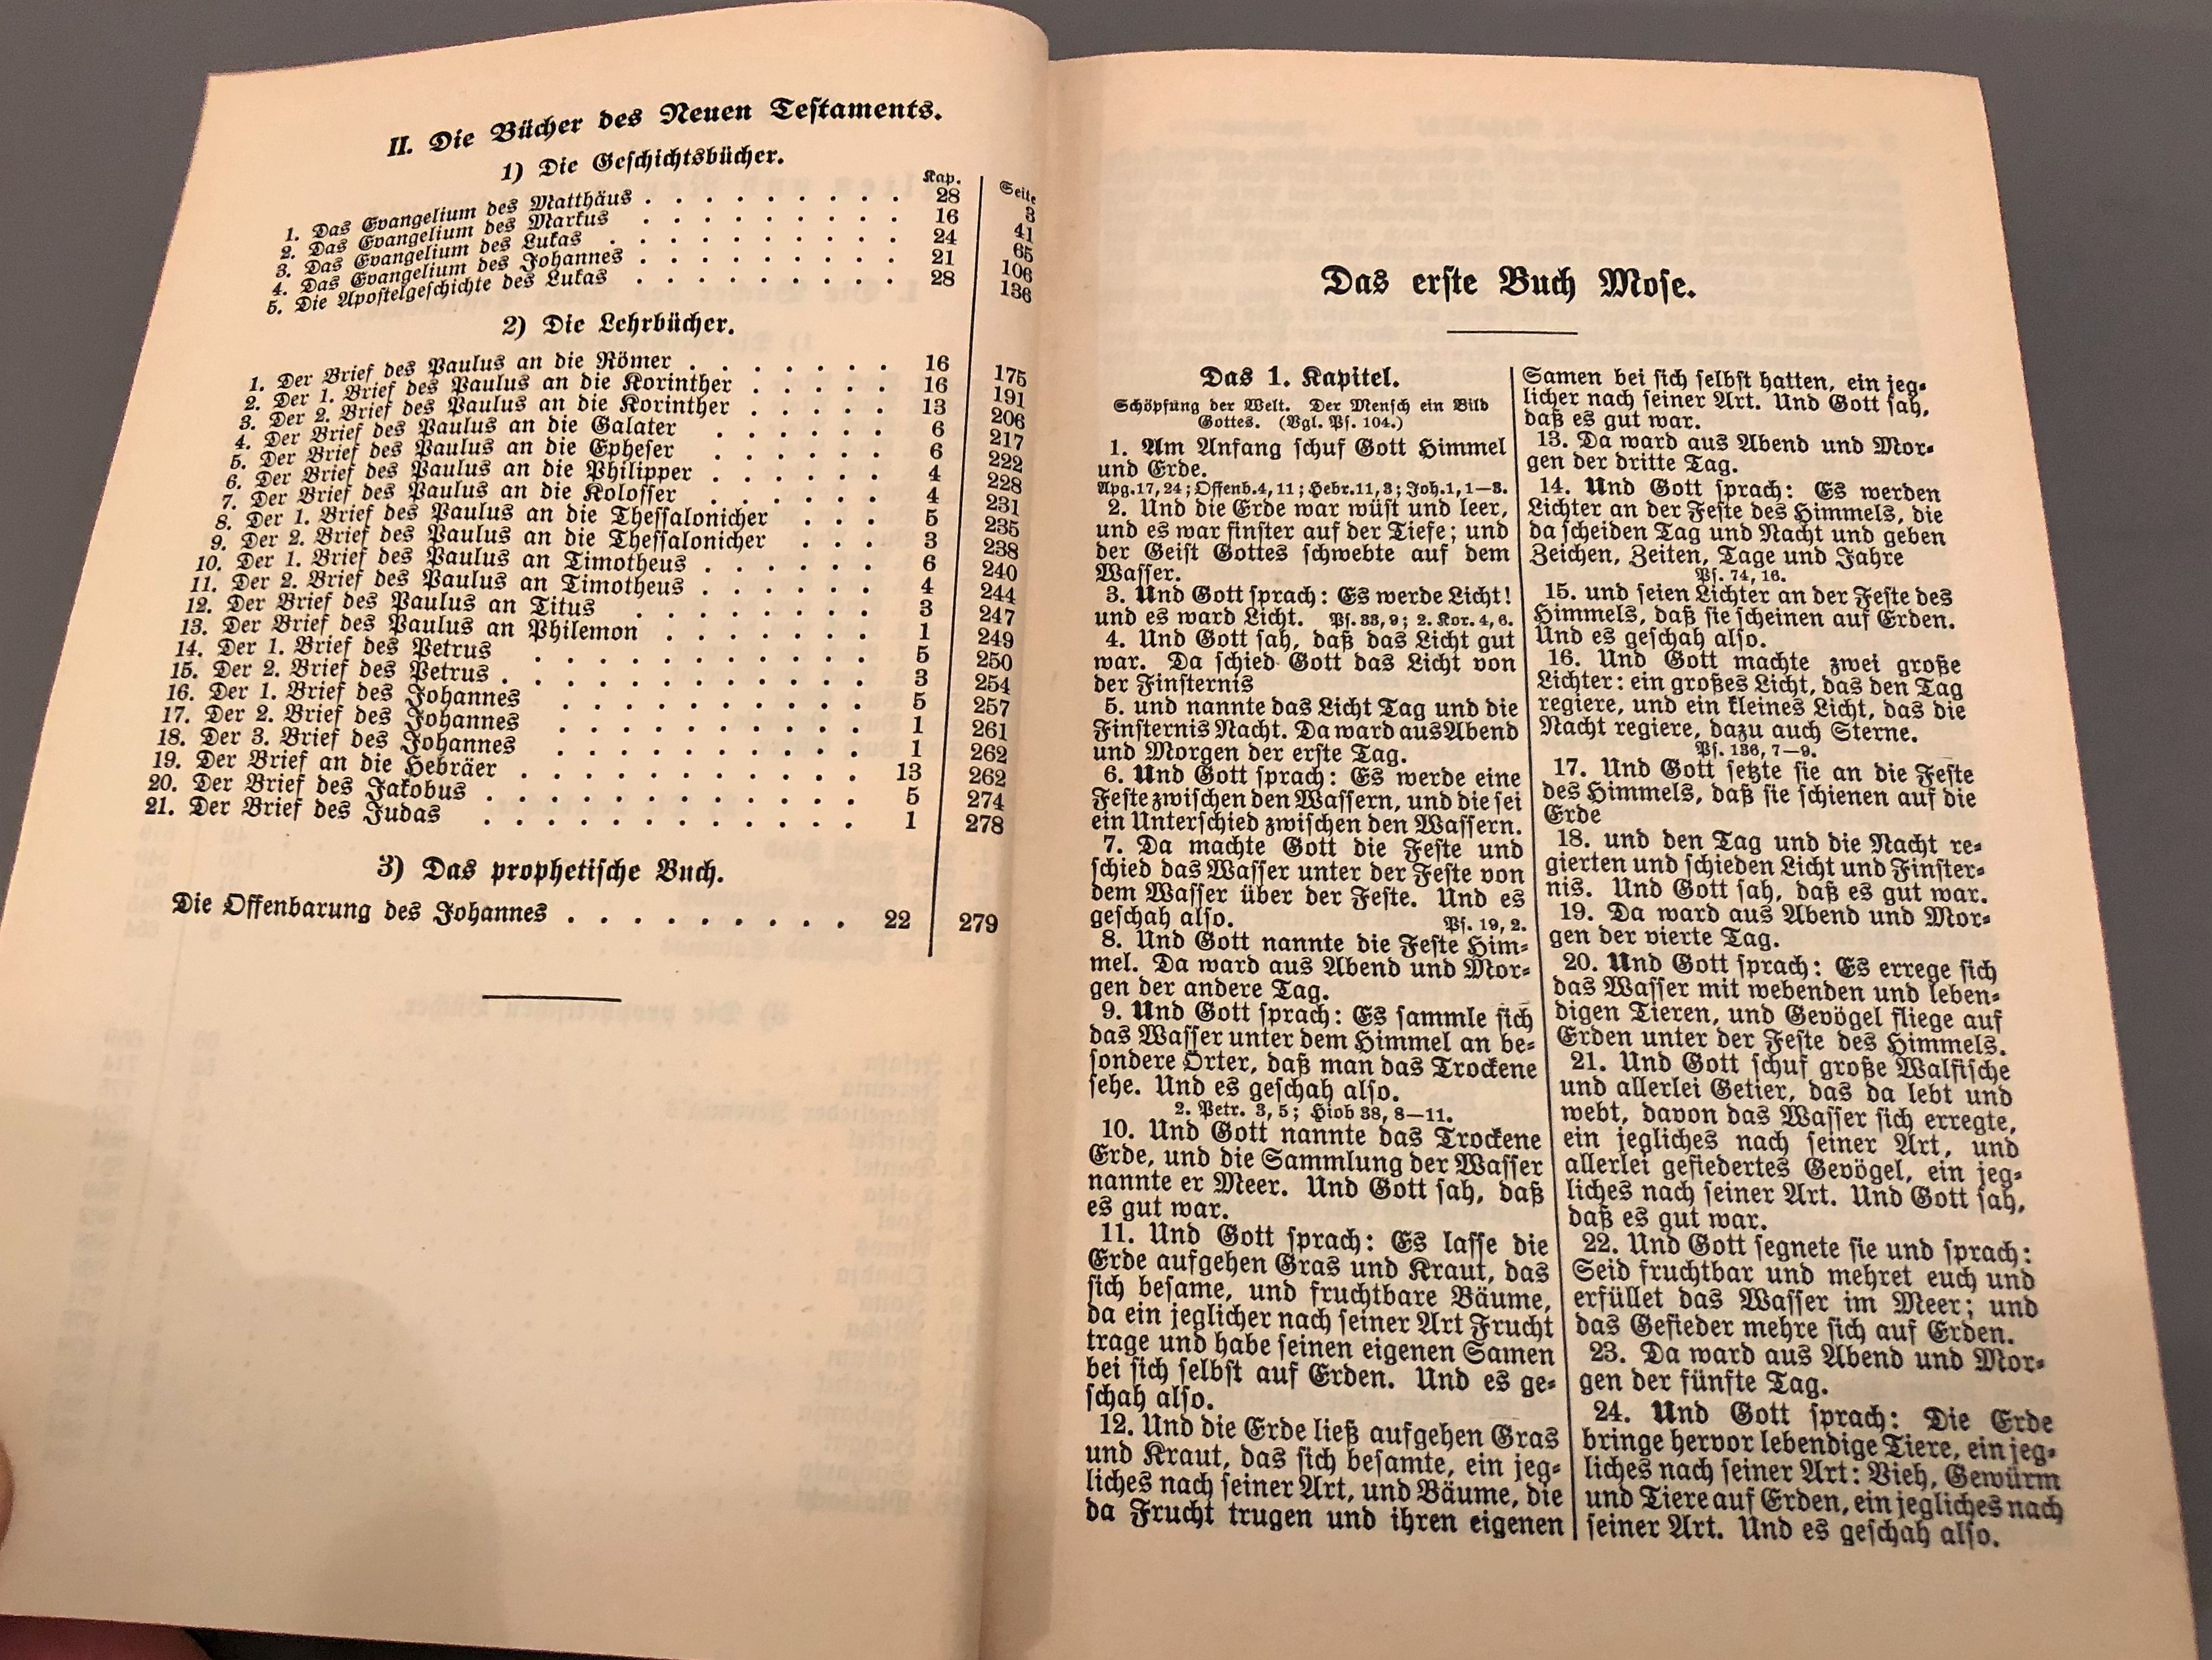 II. Die Bücher des Neuen Testaments.
1) Die Geschichtsbücher.
Kap. Seite
1. Das Evangelium des Matthäus . . . . . . . . . 28 3
2. Das Evangelium des Markus . . . . . . . . . 16 41
3. Das Evangelium des Lukas . . . . . . . . . . 24 65
4. Das Evangelium des Johannes . . . . . . . . . 21 106
5. Die Apostelgeschichte des Lukas . . . . . . . . . 28 136
2) Die Lehrbücher.
1. Der Brief des Paulus an die Römer . . . . . . . 16 175
2. Der 1. Brief des Paulus an die Korinther . . . . . 16 191
3. Der 2. Brief des Paulus an die Korinther . . . . . 13 206
4. Der Brief des Paulus an die Galater . . . . . . 6 217
5. Der Brief des Paulus an die Epheser . . . . . . 6 222
6. Der Brief des Paulus an die Philipper . . . . . . 4 228
7. Der Brief des Paulus an die Kolosser . . . . . . 4 231
8. Der 1. Brief des Paulus an die Thessalonicher . . . 5 235
9. Der 2. Brief des Paulus an die Thessalonicher . . . 3 238
10. Der 1. Brief des Paulus an Timotheus . . . . . . 6 240
11. Der 2. Brief des Paulus an Timotheus . . . . . . 4 244
12. Der Brief des Paulus an Titus . . . . . . . . 3 247
13. Der Brief des Paulus an Philemon . . . . . . . 1 249
14. Der 1. Brief des Petrus . . . . . . . . . . . 5 250
15. Der 2. Brief des Petrus . . . . . . . . . . . . 3 254
16. Der 1. Brief des Johannes . . . . . . . . . . 5 257
17. Der 2. Brief des Johannes . . . . . . . . . . 1 261
18. Der 3. Brief des Johannes . . . . . . . . . . 1 262
19. Der Brief an die Hebräer . . . . . . . . . . . 13 262
20. Der Brief des Jakobus . . . . . . . . . . . . 5 274
21. Der Brief des Judas . . . . . . . . . . . . 1 278
3) Das prophetische Buch.
Die Offenbarung des Johannes . . . . . . . . . . 22 279
Das erste Buch Mose.
Das 1. Kapitel.
Schöpfung der Welt. Der Mensch ein Bild
Gottes. (Vgl. Ps. 104.)
1. Am Anfang schuf Gott Himmel
und Erde.
Apg. 17, 24; Offenb. 4, 11; Hebr. 11, 3; Joh. 1, 1—3.
2. Und die Erde war wüst und leer,
und es war finster auf der Tiefe; und
der Geist Gottes schwebte auf dem
Wasser.
3. Und Gott sprach: Es werde Licht!
und es ward Licht. Ps. 33, 9; 2. Kor. 4, 6.
4. Und Gott sah, daß das Licht gut
war. Da schied Gott das Licht von
der Finsternis
5. und nannte das Licht Tag und die
Finsternis Nacht. Da ward aus Abend
und Morgen der erste Tag.
6. Und Gott sprach: Es werde eine
Feste zwischen den Wassern, und die sei
ein Unterschied zwischen den Wassern.
7. Da machte Gott die Feste und
schied das Wasser unter der Feste von
dem Wasser über der Feste. Und es
geschah also. Ps. 19, 2.
8. Und Gott nannte die Feste Him-
mel. Da ward aus Abend und Mor-
gen der andere Tag.
9. Und Gott sprach: Es sammle sich
das Wasser unter dem Himmel an be-
sondere Örter, daß man das Trockene
sehe. Und es geschah also.
2. Petr. 3, 5; Hiob 38, 8—11.
10. Und Gott nannte das Trockene
Erde, und die Sammlung der Wasser
nannte er Meer. Und Gott sah, daß
es gut war.
11. Und Gott sprach: Es lasse die
Erde aufgehen Gras und Kraut, das
sich besame, und fruchtbare Bäume,
da ein jeglicher nach seiner Art Frucht
trage und habe seinen eigenen Samen
bei sich selbst auf Erden. Und es ge-
schah also.
12. Und die Erde ließ aufgehen Gras
und Kraut, das sich besamte, ein jeg-
liches nach seiner Art, und Bäume, die
da Frucht trugen und ihren eigenen
Samen bei sich selbst hatten, ein jeg-
licher nach seiner Art. Und Gott sah,
daß es gut war.
13. Da ward aus Abend und Mor-
gen der dritte Tag.
14. Und Gott sprach: Es werden
Lichter an der Feste des Himmels, die
da scheiden Tag und Nacht und geben
Zeichen, Zeiten, Tage und Jahre
Ps. 74, 16.
15. und seien Lichter an der Feste des
Himmels, daß sie scheinen auf Erden.
Und es geschah also.
16. Und Gott machte zwei große
Lichter: ein großes Licht, das den Tag
regiere, und ein kleines Licht, das die
Nacht regiere, dazu auch Sterne.
Ps. 136, 7—9.
17. Und Gott setzte sie an die Feste
des Himmels, daß sie schienen auf die
Erde
18. und den Tag und die Nacht re-
gierten und schieden Licht und Finster-
nis. Und Gott sah, daß es gut war.
19. Da ward aus Abend und Mor-
gen der vierte Tag.
20. Und Gott sprach: Es errege sich
das Wasser mit webenden und leben-
digen Tieren, und Gevögel fliege auf
Erden unter der Feste des Himmels.
21. Und Gott schuf große Walfische
und allerlei Getier, das da lebt und
webt, davon das Wasser sich erregte,
ein jegliches nach seiner Art, und
allerlei gefiedertes Gevögel, ein jeg-
liches nach seiner Art. Und Gott sah,
daß es gut war.
22. Und Gott segnete sie und sprach:
Seid fruchtbar und mehret euch und
erfüllet das Wasser im Meer; und
das Gefieder mehre sich auf Erden.
23. Da ward aus Abend und Mor-
gen der fünfte Tag.
24. Und Gott sprach: Die Erde
bringe hervor lebendige Tiere, ein jeg-
liches nach seiner Art: Vieh, Gewürm
und Tiere auf Erden, ein jegliches nach
seiner Art. Und es geschah also.